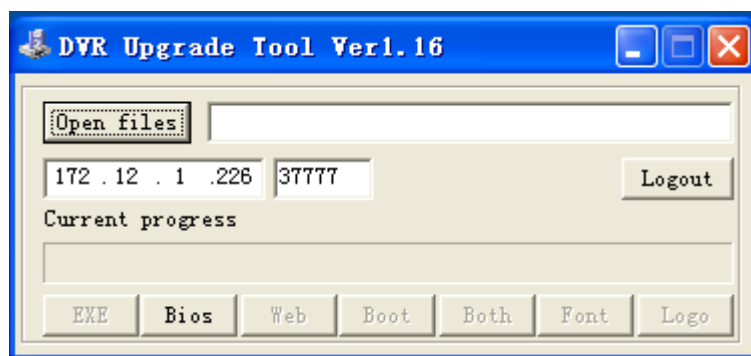 DVR Upgrade Tool Ver1.16
Open files
172 . 12 . 1 .226 37777 Logout
Current progress
EXE Bios Web Boot Both Font Logo